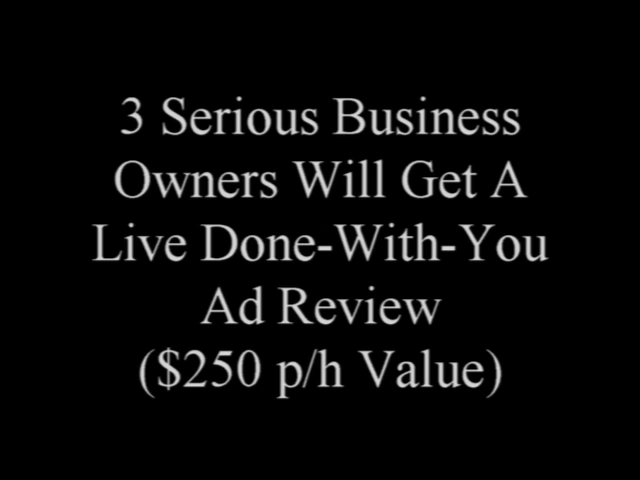 3 Serious Business
Owners Will Get A
Live Done-With-You
Ad Review
($250 p/h Value)